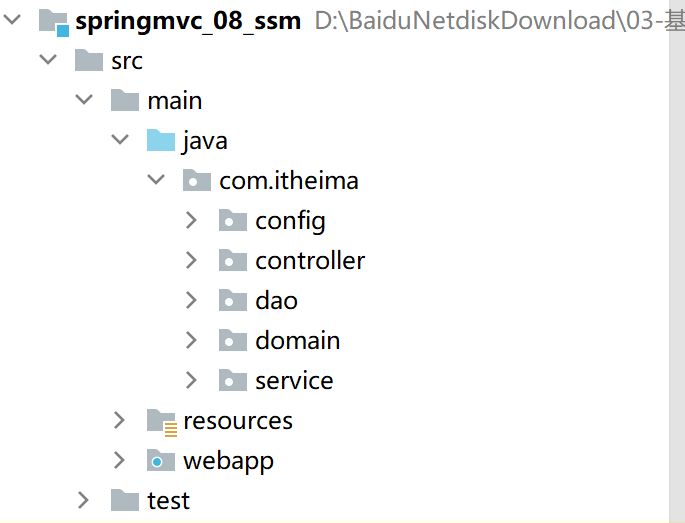 springmvc_08_ssm D:\BaiduNetdiskDownload\03-基
src
main
java
com.itheima
config
controller
dao
domain
service
resources
webapp
test